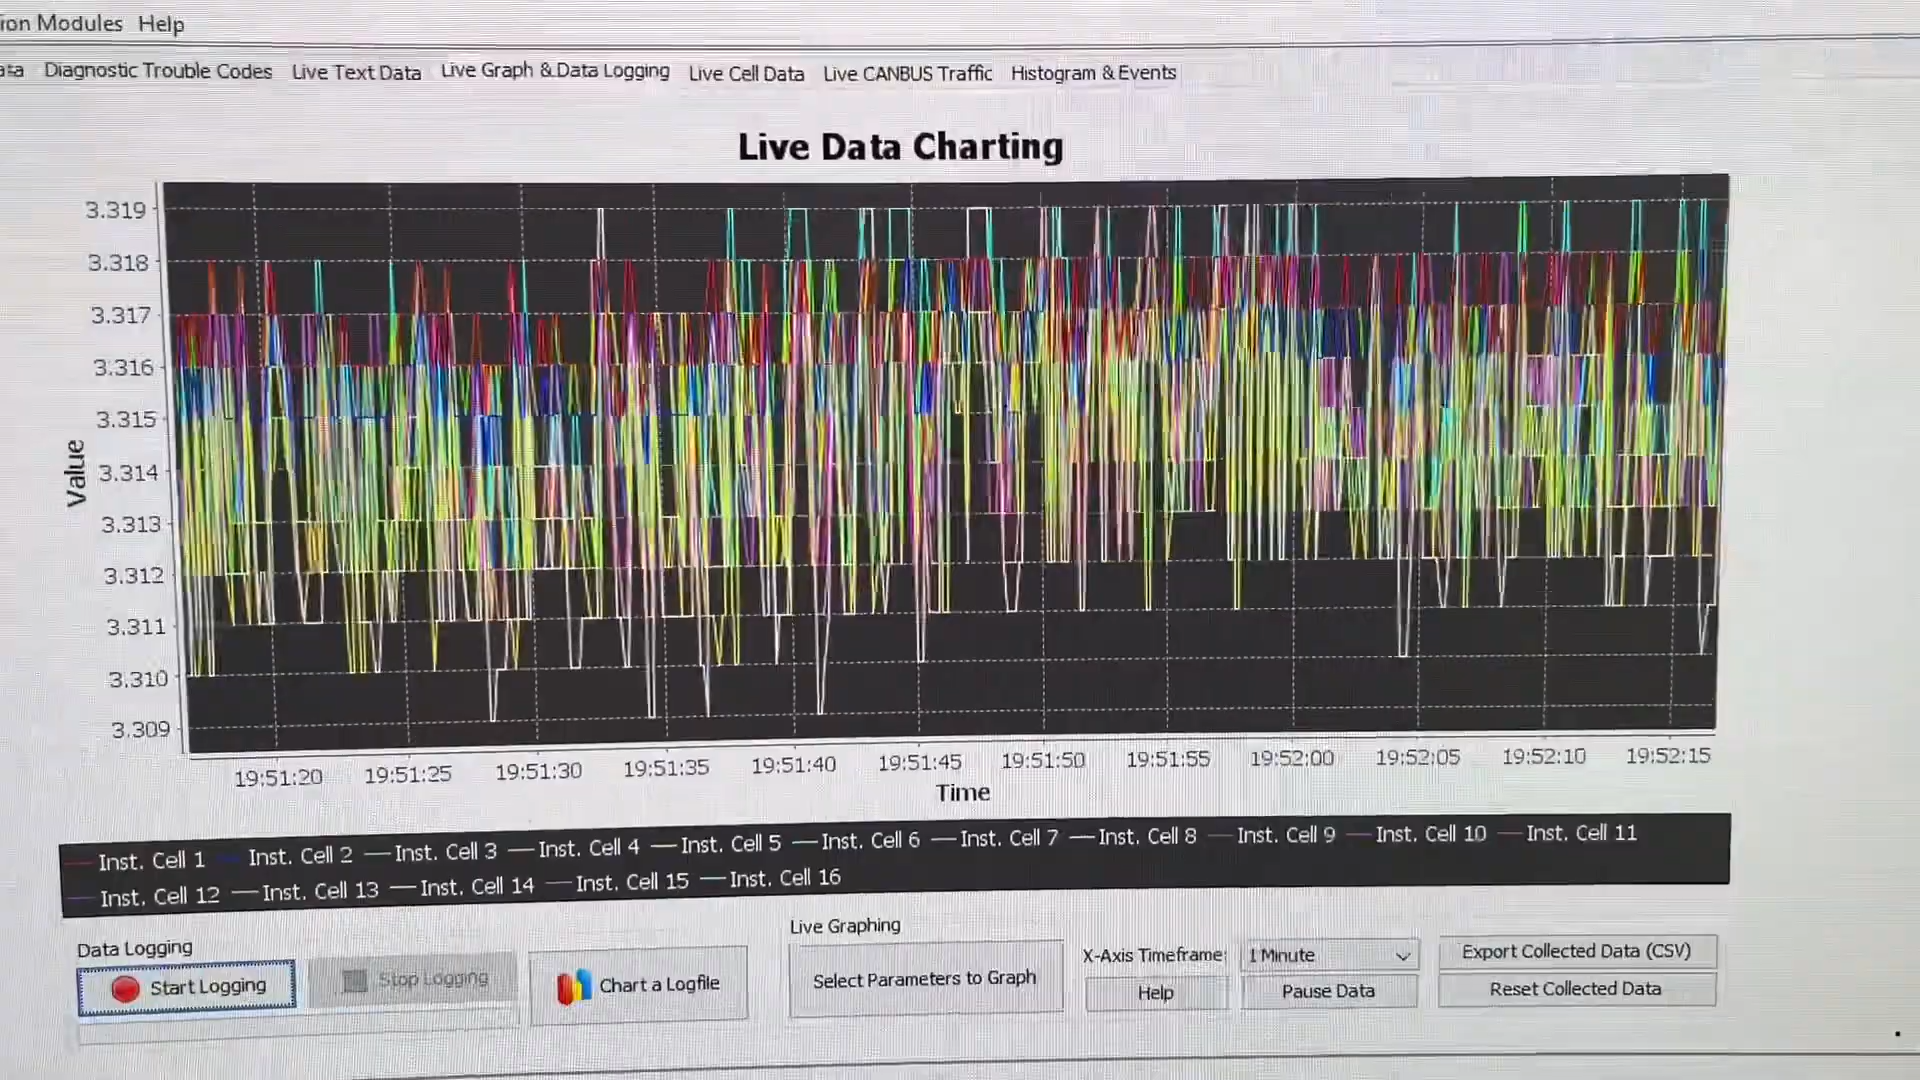 ion Modules Help
ata Diagnostic Trouble Codes Live Text Data Live Graph & Data Logging Live Cell Data Live CANBUS Traffic Histogram & Events
Live Data Charting
3.319
3.318
3.317
3.316
3.315
3.314
3.313
3.312
3.311
3.310
3.309
Value
19:51:20 19:51:25 19:51:30 19:51:35 19:51:40 19:51:45 19:51:50 19:51:55 19:52:00 19:52:05 19:52:10 19:52:15
Time
Inst. Cell 1 Inst. Cell 2 Inst. Cell 3 Inst. Cell 4 Inst. Cell 5 Inst. Cell 6 Inst. Cell 7 Inst. Cell 8 Inst. Cell 9 Inst. Cell 10 Inst. Cell 11
Inst. Cell 12 Inst. Cell 13 Inst. Cell 14 Inst. Cell 15 Inst. Cell 16
Data Logging
Start Logging Stop Logging Chart a Logfile
Live Graphing
Select Parameters to Graph
X-Axis Timeframe: 1 Minute
Help Pause Data
Export Collected Data (CSV)
Reset Collected Data